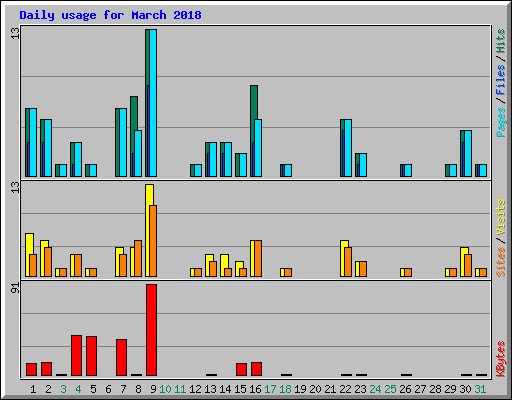 Daily usage for March 2018
13
Pages / Files / Hits
13
Sites / Visits
91
KBytes
1 2 3 4 5 6 7 8 9 10 11 12 13 14 15 16 17 18 19 20 21 22 23 24 25 26 27 28 29 30 31